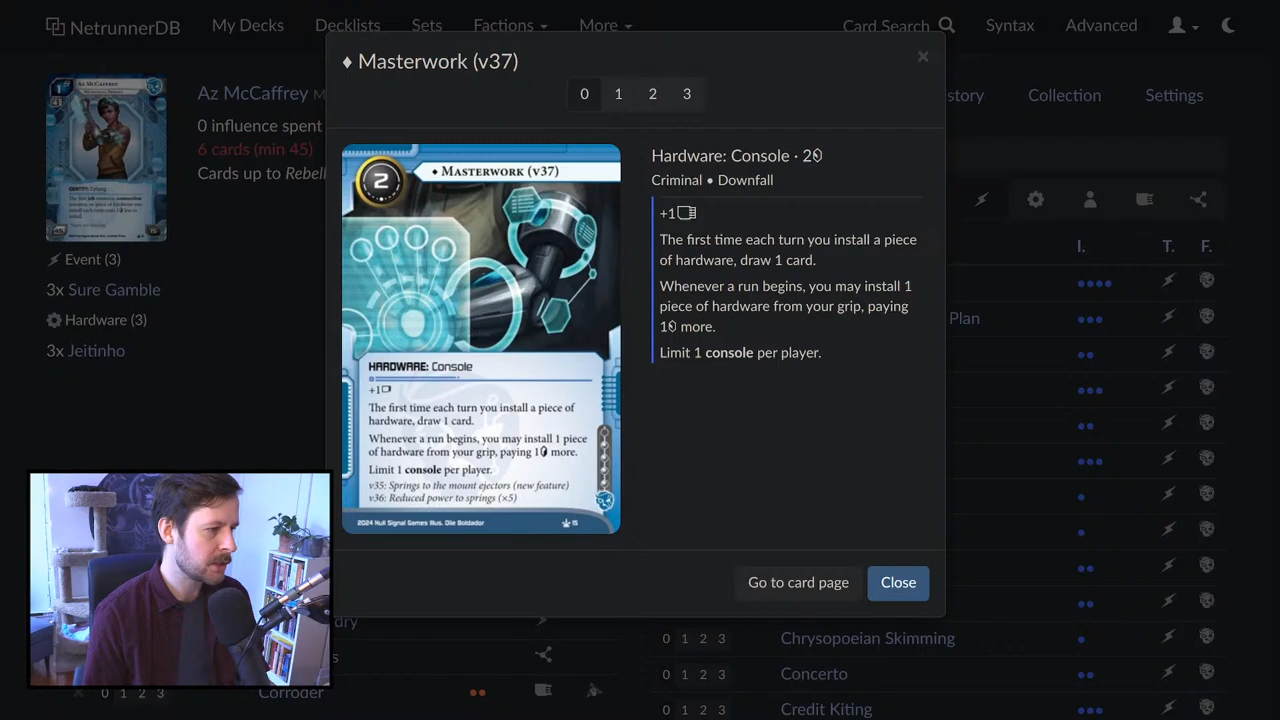 NetrunnerDB My Decks Decklists Sets Factions More Card Search Syntax Advanced
♦ Masterwork (v37)
×
0 1 2 3
Az McCaffrey
story Collection Settings
0 influence spent
6 cards (min 45)
Cards up to Rebell
Event (3)
3x Sure Gamble
Hardware (3)
3x Jeitinho
2
♦ Masterwork (v37)
HARDWARE: Console
+1
The first time each turn you install a piece of
hardware, draw 1 card.
Whenever a run begins, you may install 1 piece
of hardware from your grip, paying 1 more.
Limit 1 console per player.
v35: Springs to the mount ejectors (new feature)
v36: Reduced power to springs (×5)
2024 Null Signal Games Illus. Olie Boldador
15
Hardware: Console · 2
Criminal • Downfall
+1
The first time each turn you install a piece
of hardware, draw 1 card.
Whenever a run begins, you may install 1
piece of hardware from your grip, paying
1 more.
Limit 1 console per player.
Go to card page Close
I. T. F.
Plan
0 1 2 3 Chrysopoeian Skimming
0 1 2 3 Concerto
0 1 2 3 Credit Kiting
0 1 2 3 Corroder